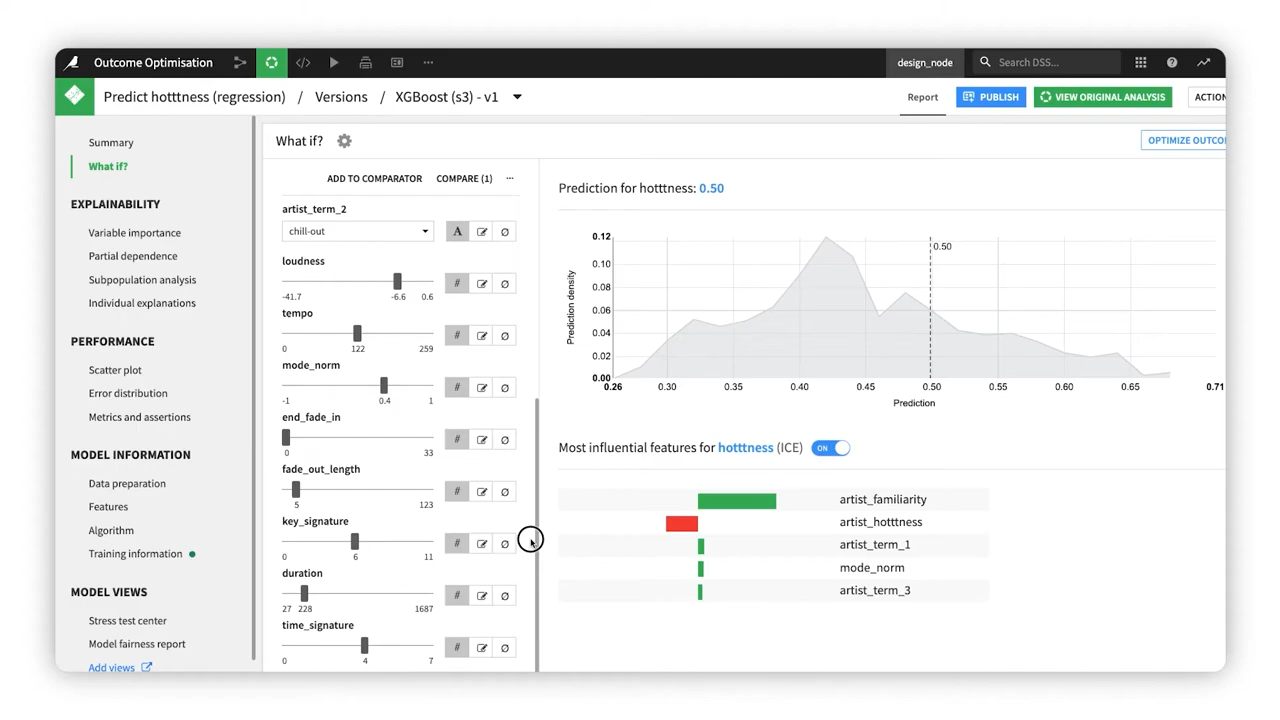 Outcome Optimisation
design_node
Search DSS...
Predict hotttness (regression) / Versions / XGBoost (s3) - v1
Report
PUBLISH
VIEW ORIGINAL ANALYSIS
ACTION
Summary
What if?
EXPLAINABILITY
Variable importance
Partial dependence
Subpopulation analysis
Individual explanations
PERFORMANCE
Scatter plot
Error distribution
Metrics and assertions
MODEL INFORMATION
Data preparation
Features
Algorithm
Training information
MODEL VIEWS
Stress test center
Model fairness report
Add views
What if?
OPTIMIZE OUTCO
ADD TO COMPARATOR COMPARE (1) ...
artist_term_2
chill-out
A
loudness
-41.7 -6.6 0.6
#
tempo
0 122 259
#
mode_norm
-1 0.4 1
#
end_fade_in
0 33
#
fade_out_length
5 123
#
key_signature
0 6 11
#
duration
27 228 1687
#
time_signature
0 4 7
#
Prediction for hotttness: 0.50
Prediction density
0.12
0.10
0.08
0.06
0.04
0.02
0.00
0.50
0.26 0.30 0.35 0.40 0.45 0.50 0.55 0.60 0.65 0.71
Prediction
Most influential features for hotttness (ICE) ON
artist_familiarity
artist_hotttness
artist_term_1
mode_norm
artist_term_3